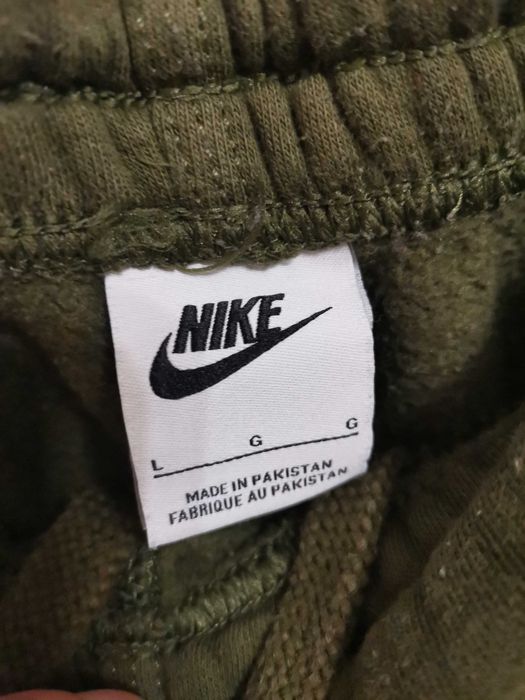 NIKE
L G G
MADE IN PAKISTAN
FABRIQUE AU PAKISTAN